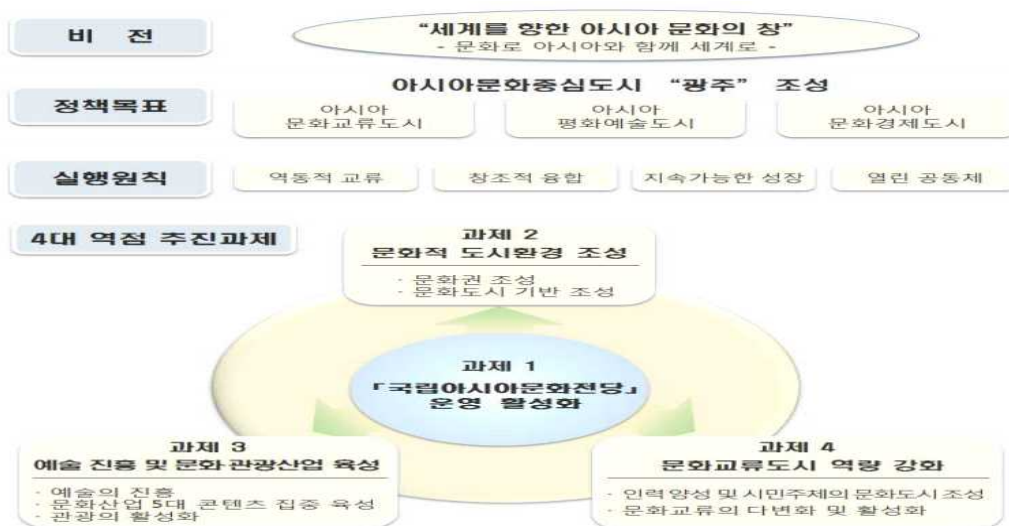 비 전
“세계를 향한 아시아 문화의 창”
- 문화로 아시아와 함께 세계로 -
정책목표
아시아문화중심도시 “광주” 조성
아시아
문화교류도시
아시아
평화예술도시
아시아
문화경제도시
실행원칙
역동적 교류
창조적 융합
지속가능한 성장
열린 공동체
4대 역점 추진과제
과제 2
문화적 도시환경 조성
· 문화권 조성
· 문화도시 기반 조성
과제 1
「국립아시아문화전당」
운영 활성화
과제 3
예술 진흥 및 문화·관광산업 육성
· 예술의 진흥
· 문화산업 5대 콘텐츠 집중 육성
· 관광의 활성화
과제 4
문화교류도시 역량 강화
· 인력양성 및 시민주체의 문화도시 조성
· 문화교류의 다변화 및 활성화